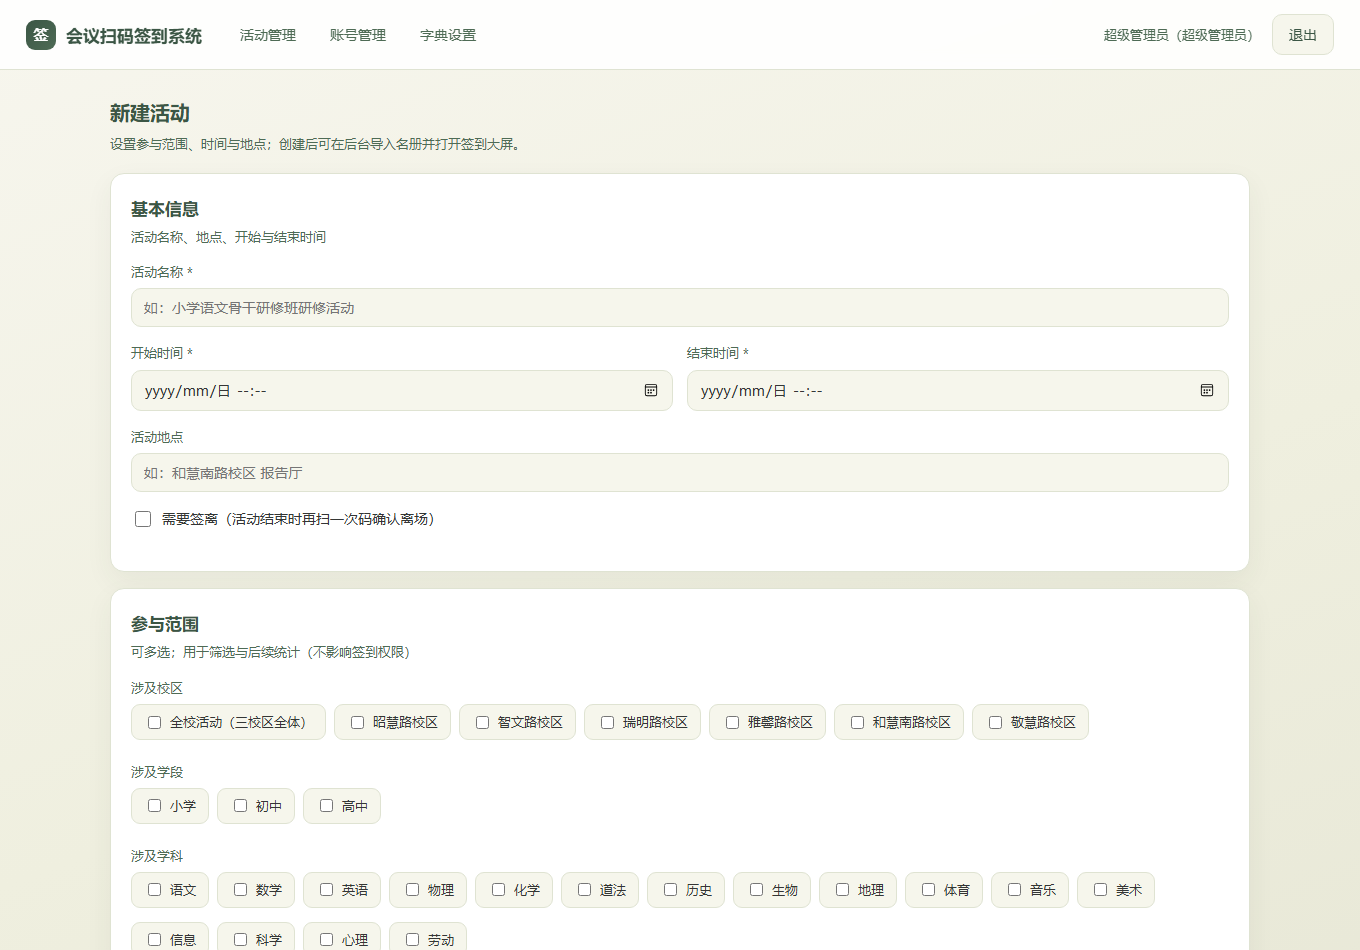 签 会议扫码签到系统 活动管理 账号管理 字典设置 超级管理员（超级管理员） 退出
新建活动
设置参与范围、时间与地点；创建后可在后台导入名册并打开签到大屏。
基本信息
活动名称、地点、开始与结束时间
活动名称 *
如：小学语文骨干研修班研修活动
开始时间 * 结束时间 *
yyyy/mm/日 --:-- yyyy/mm/日 --:--
活动地点
如：和慧南路校区 报告厅
需要签离（活动结束时再扫一次码确认离场）
参与范围
可多选；用于筛选与后续统计（不影响签到权限）
涉及校区
全校活动（三校区全体） 昭慧路校区 智文路校区 瑞明路校区 雅馨路校区 和慧南路校区 敬慧路校区
涉及学段
小学 初中 高中
涉及学科
语文 数学 英语 物理 化学 道法 历史 生物 地理 体育 音乐 美术
信息 科学 心理 劳动